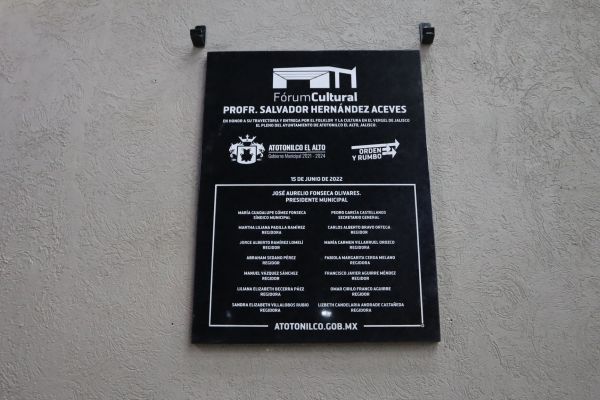 FórumCultural
PROFR. SALVADOR HERNÁNDEZ ACEVES
EN HONOR A SU TRAYECTORIA Y ENTREGA POR EL FOLKLOR Y LA CULTURA EN EL VERGEL DE JALISCO
EL PLENO DEL AYUNTAMIENTO DE ATOTONILCO EL ALTO, JALISCO.
ATOTONILCO EL ALTO
Gobierno Municipal 2021 - 2024
ORDEN
Y RUMBO
15 DE JUNIO DE 2022
JOSÉ AURELIO FONSECA OLIVARES.
PRESIDENTE MUNICIPAL
MARÍA GUADALUPE GÓMEZ FONSECA
SÍNDICO MUNICIPAL
PEDRO GARCÍA CASTELLANOS
SECRETARIO GENERAL
MARTHA LILIANA PADILLA RAMÍREZ
REGIDORA
CARLOS ALBERTO BRAVO ORTEGA
REGIDOR
JORGE ALBERTO RAMÍREZ LOMELÍ
REGIDOR
MARÍA CARMEN VILLARRUEL OROZCO
REGIDORA
ABRAHAM SEDANO PÉREZ
REGIDOR
FABIOLA MARGARITA CERDA MELANO
REGIDORA
MANUEL VÁZQUEZ SÁNCHEZ
REGIDOR
FRANCISCO JAVIER AGUIRRE MÉNDEZ
REGIDOR
LILIANA ELIZABETH BECERRA PÁEZ
REGIDORA
OMAR CIRILO FRANCO AGUIRRE
REGIDOR
SANDRA ELIZABETH VILLALOBOS RUBIO
REGIDORA
LIZBETH CANDELARIA ANDRADE CASTAÑEDA
REGIDORA
ATOTONILCO.GOB.MX